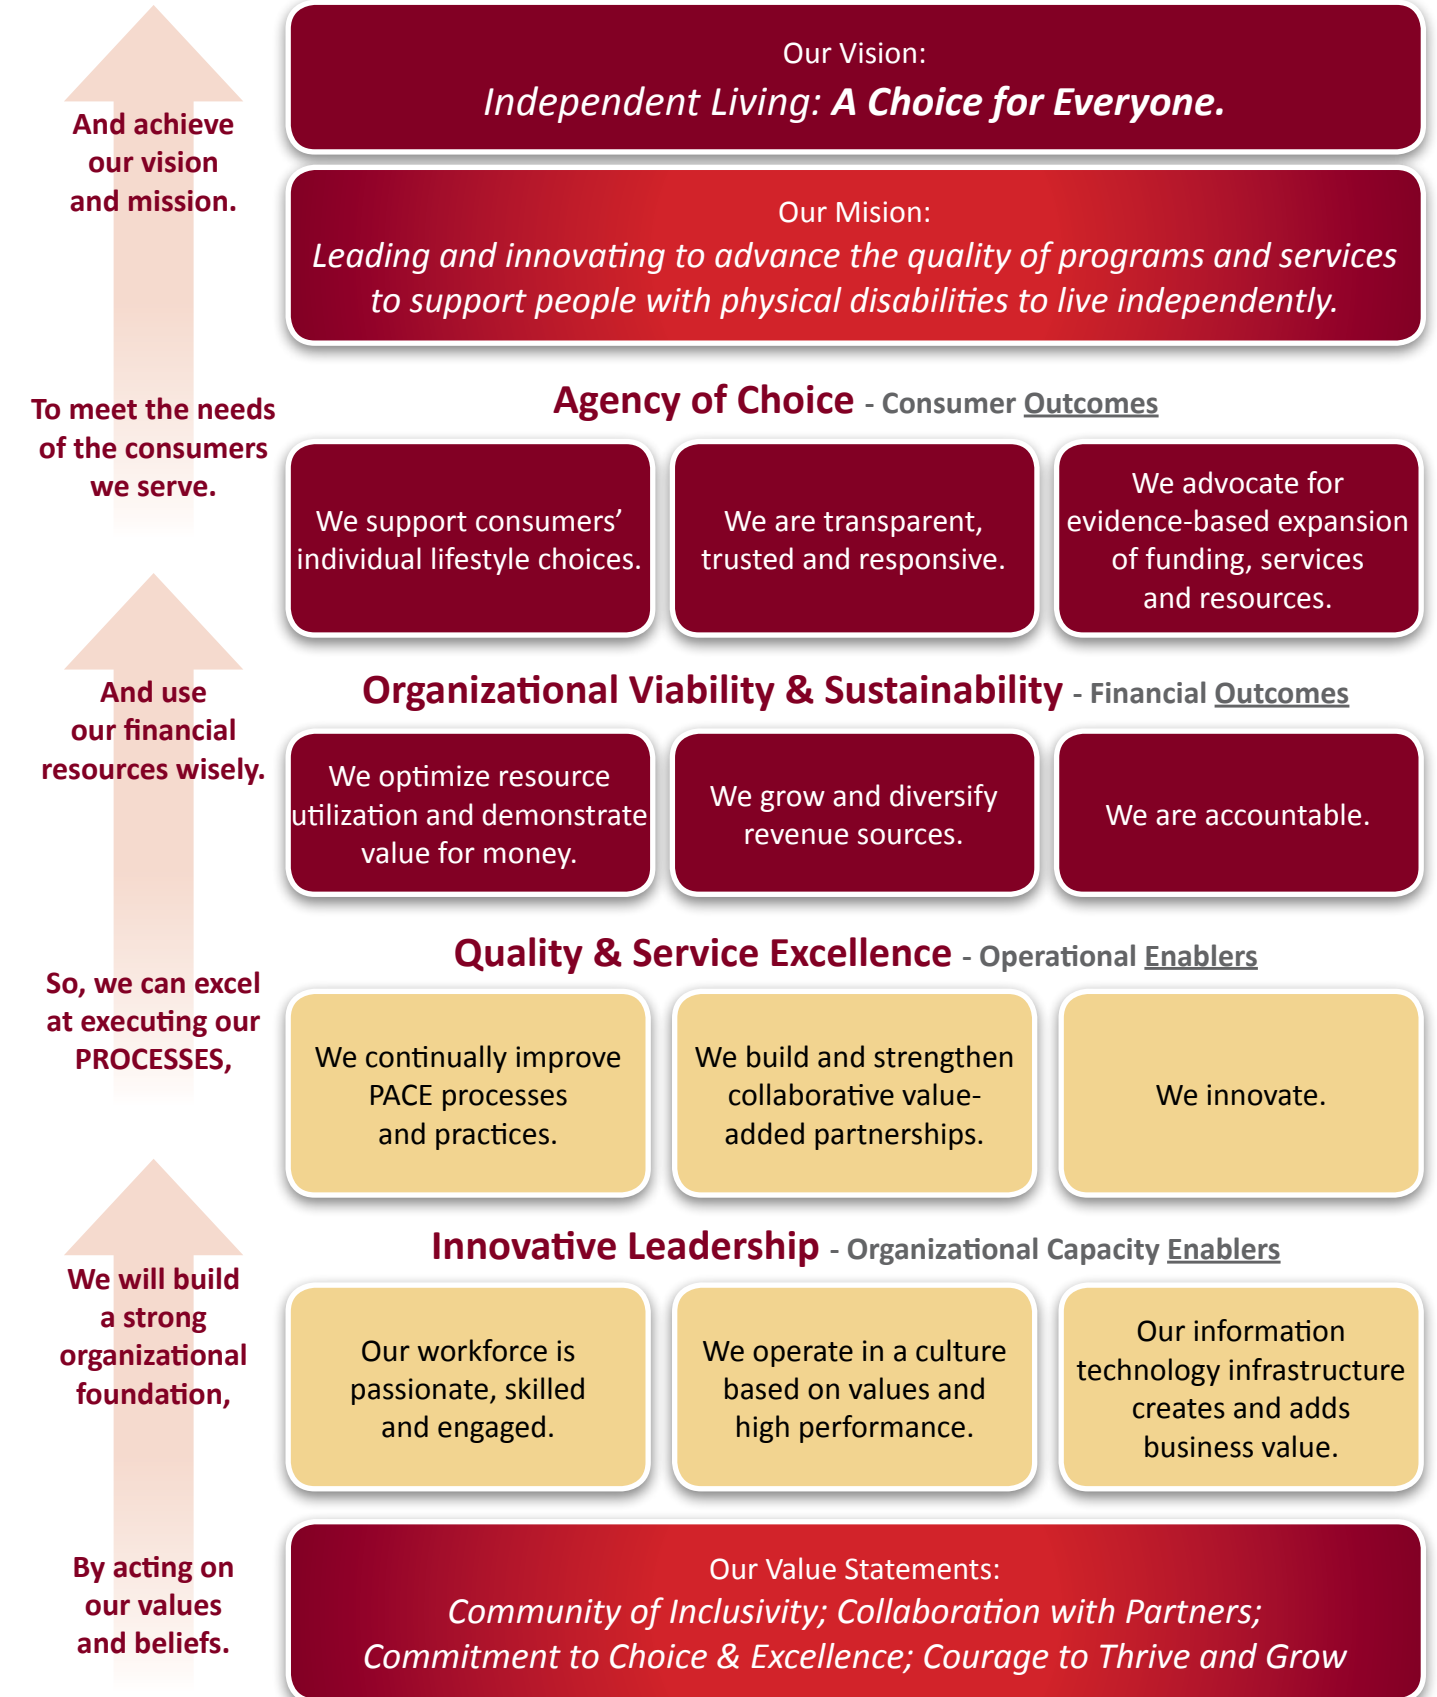 Our Vision:
Independent Living: A Choice for Everyone.
And achieve
our vision
and mission.
Our Mision:
Leading and innovating to advance the quality of programs and services
to support people with physical disabilities to live independently.
To meet the needs
of the consumers
we serve.
Agency of Choice - Consumer Outcomes
We support consumers’
individual lifestyle choices.
We are transparent,
trusted and responsive.
We advocate for
evidence-based expansion
of funding, services
and resources.
And use
our financial
resources wisely.
Organizational Viability & Sustainability - Financial Outcomes
We optimize resource
utilization and demonstrate
value for money.
We grow and diversify
revenue sources.
We are accountable.
So, we can excel
at executing our
PROCESSES,
Quality & Service Excellence - Operational Enablers
We continually improve
PACE processes
and practices.
We build and strengthen
collaborative value-
added partnerships.
We innovate.
We will build
a strong
organizational
foundation,
Innovative Leadership - Organizational Capacity Enablers
Our workforce is
passionate, skilled
and engaged.
We operate in a culture
based on values and
high performance.
Our information
technology infrastructure
creates and adds
business value.
By acting on
our values
and beliefs.
Our Value Statements:
Community of Inclusivity; Collaboration with Partners;
Commitment to Choice & Excellence; Courage to Thrive and Grow